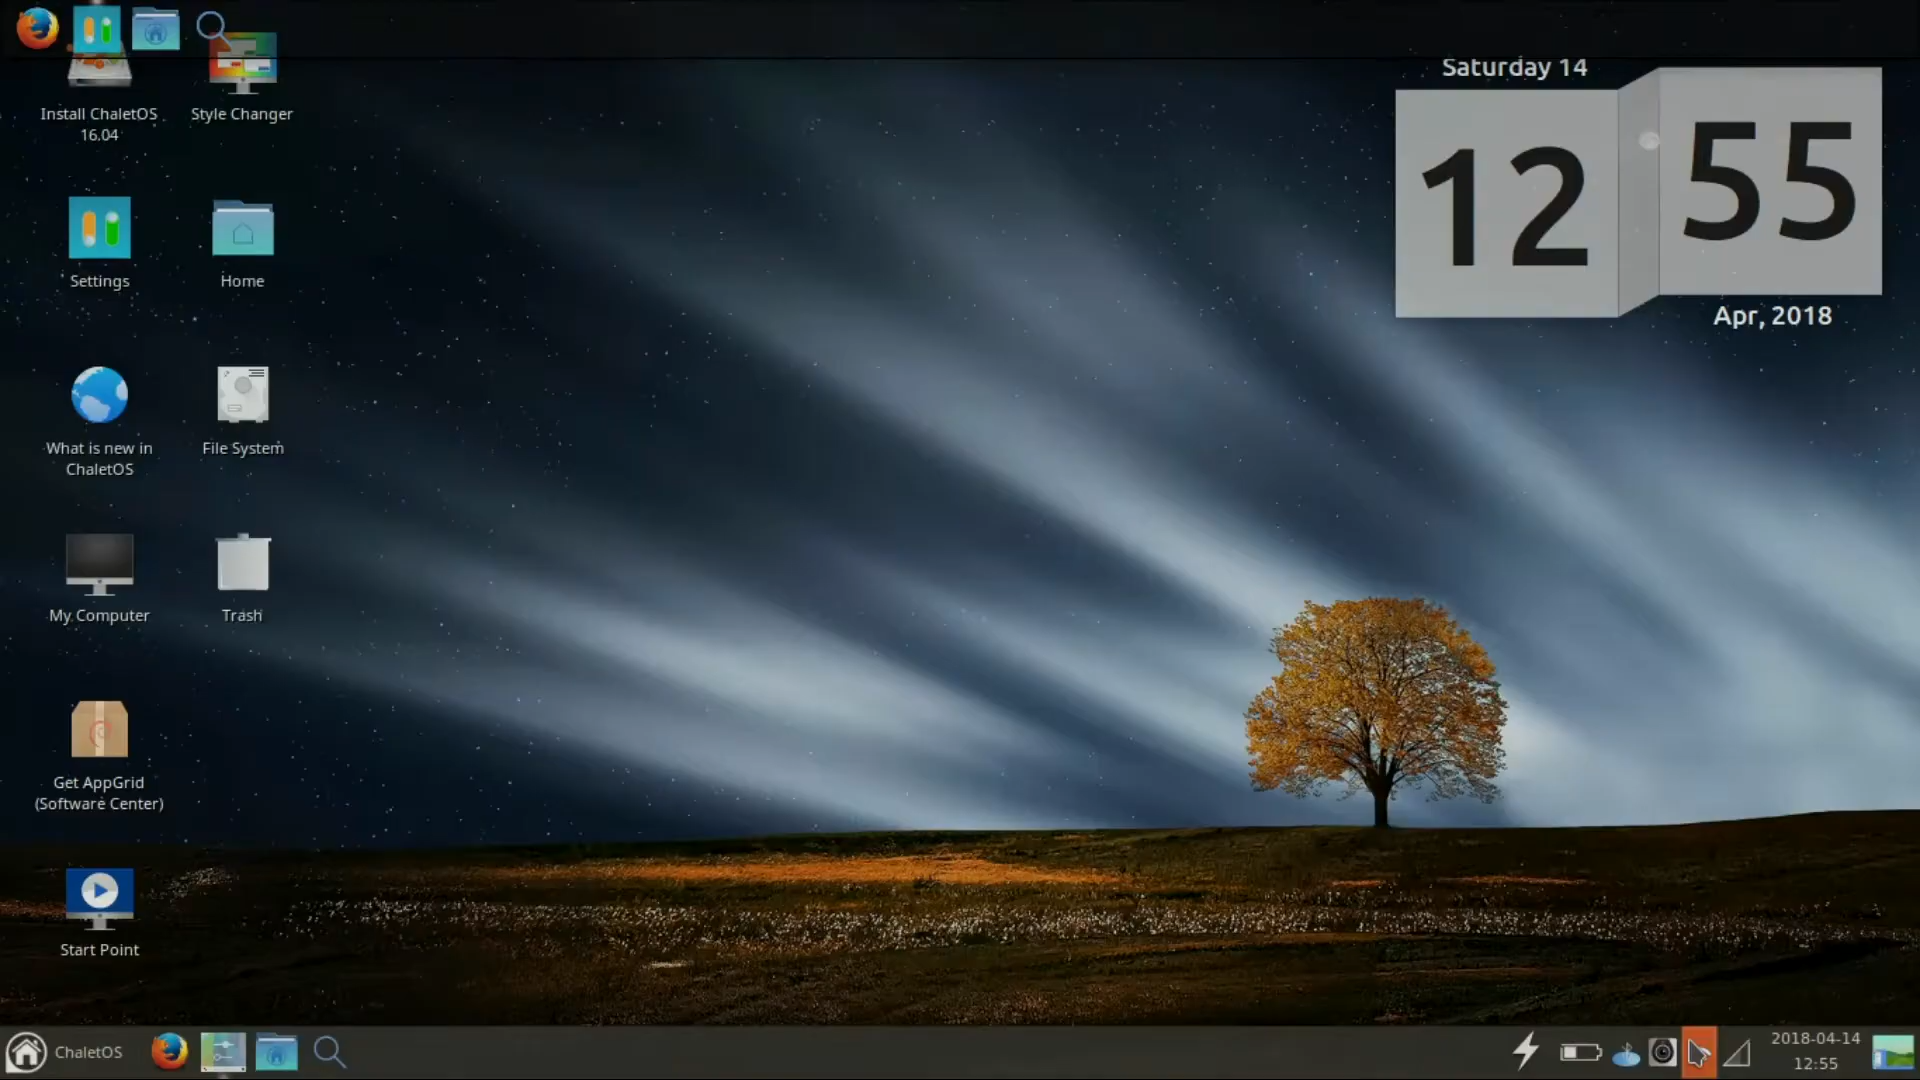 Install ChaletOS
16.04
Style Changer
Settings
Home
What is new in
ChaletOS
File System
My Computer
Trash
Get AppGrid
(Software Center)
Start Point
Saturday 14
12
55
Apr, 2018
ChaletOS
2018-04-14
12:55